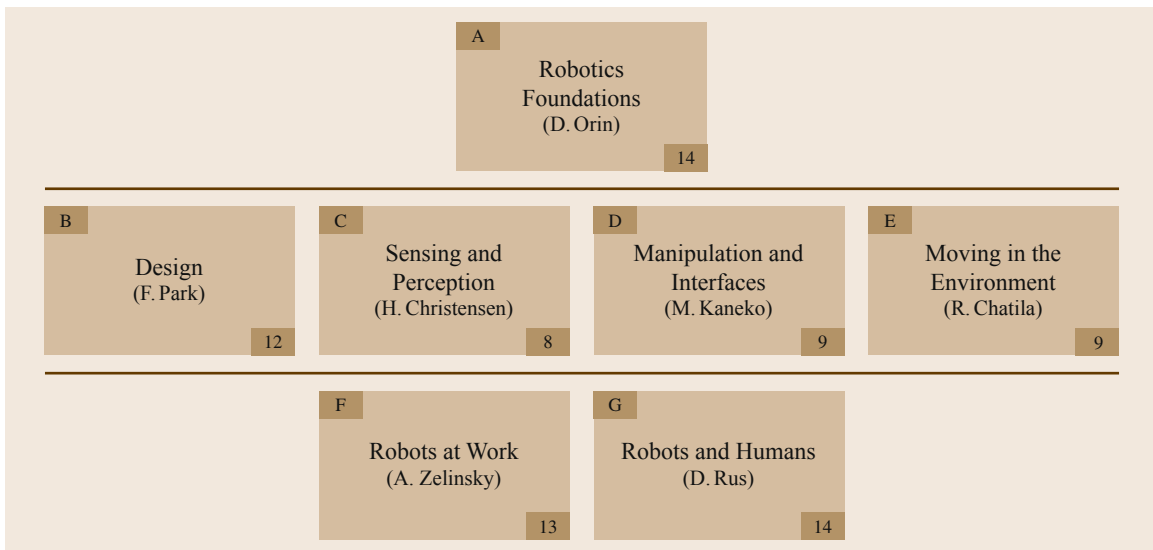 A
Robotics
Foundations
(D. Orin)
14
B
Design
(F. Park)
12
C
Sensing and
Perception
(H. Christensen)
8
D
Manipulation and
Interfaces
(M. Kaneko)
9
E
Moving in the
Environment
(R. Chatila)
9
F
Robots at Work
(A. Zelinsky)
13
G
Robots and Humans
(D. Rus)
14